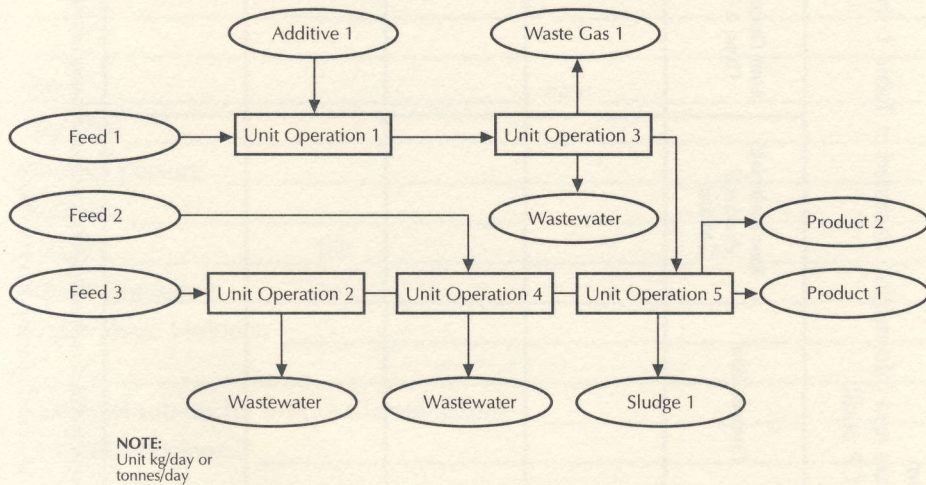 Additive 1
Waste Gas 1
Feed 1
Unit Operation 1
Unit Operation 3
Feed 2
Wastewater
Product 2
Feed 3
Unit Operation 2
Unit Operation 4
Unit Operation 5
Product 1
Wastewater
Wastewater
Sludge 1
NOTE:
Unit kg/day or
tonnes/day